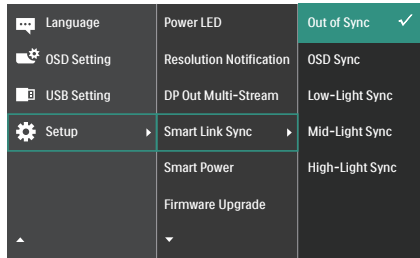 Language
OSD Setting
USB Setting
Setup
Power LED
Resolution Notification
DP Out Multi-Stream
Smart Link Sync
Smart Power
Firmware Upgrade
Out of Sync
OSD Sync
Low-Light Sync
Mid-Light Sync
High-Light Sync